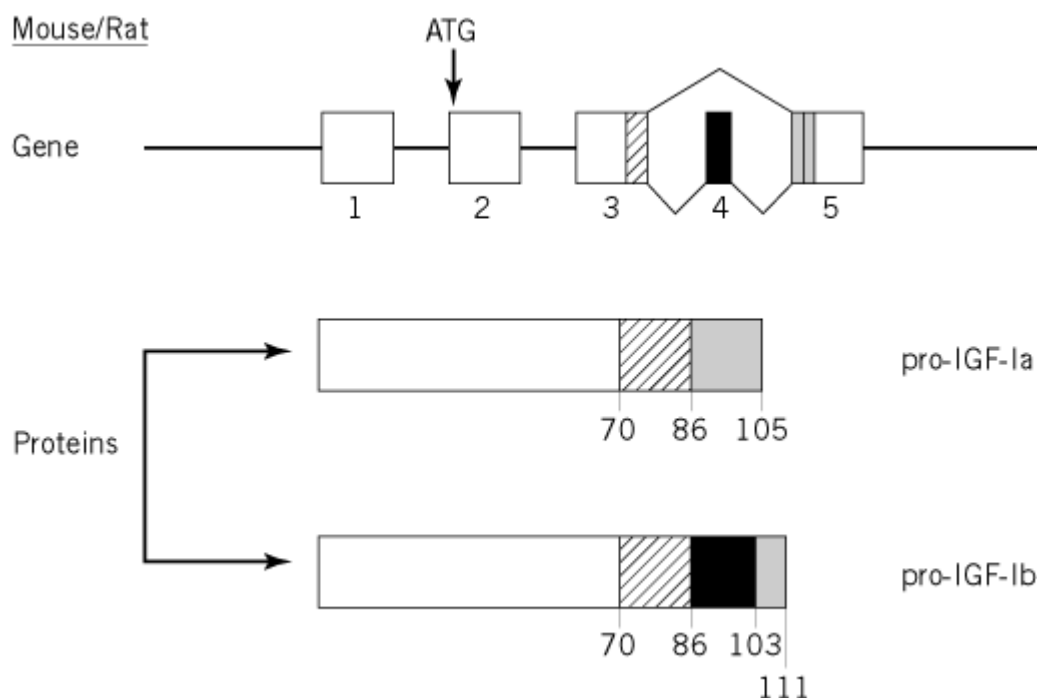 Mouse/Rat
ATG
Gene
1 2 3 4 5
pro-IGF-Ia
70 86 105
Proteins
pro-IGF-Ib
70 86 103
111